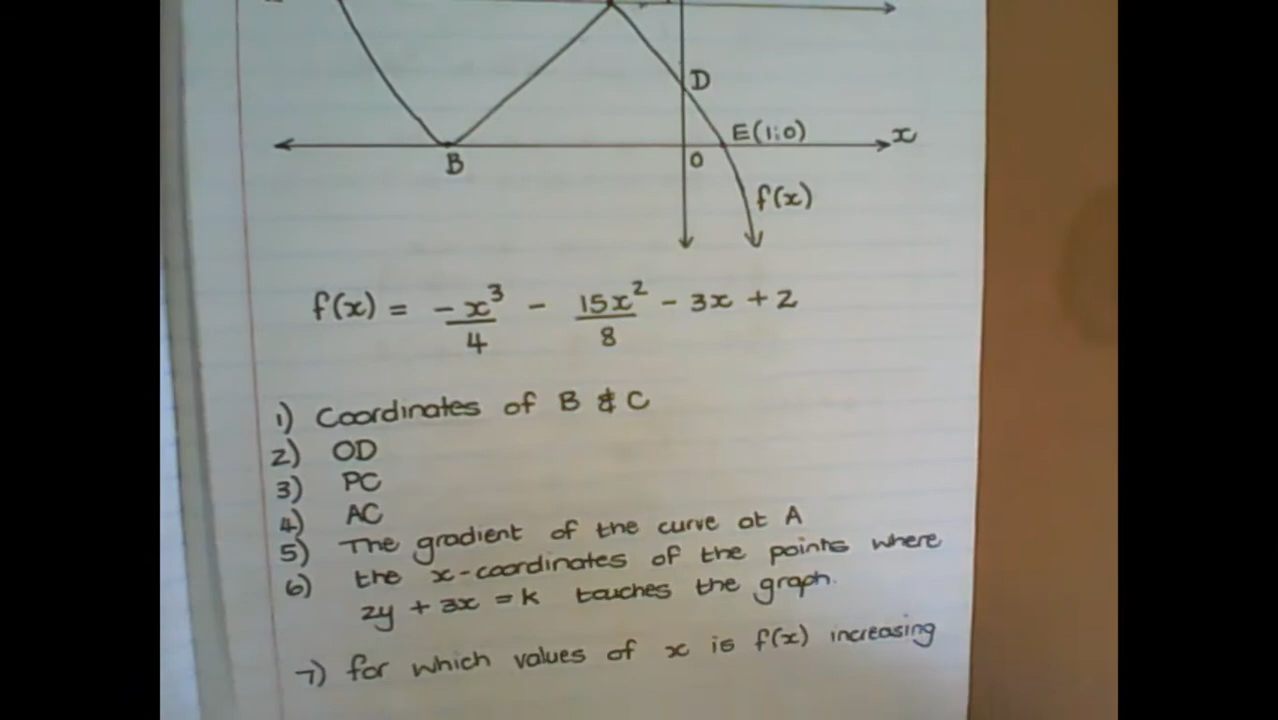 D
E(1;0)
x
B
O
f(x)
f(x) = -x³/4 - 15x²/8 - 3x + 2
1) Coordinates of B & C
2) OD
3) PC
4) AC
5) The gradient of the curve at A
6) the x-coordinates of the points where
2y + 3x = k touches the graph.
7) for which values of x is f(x) increasing